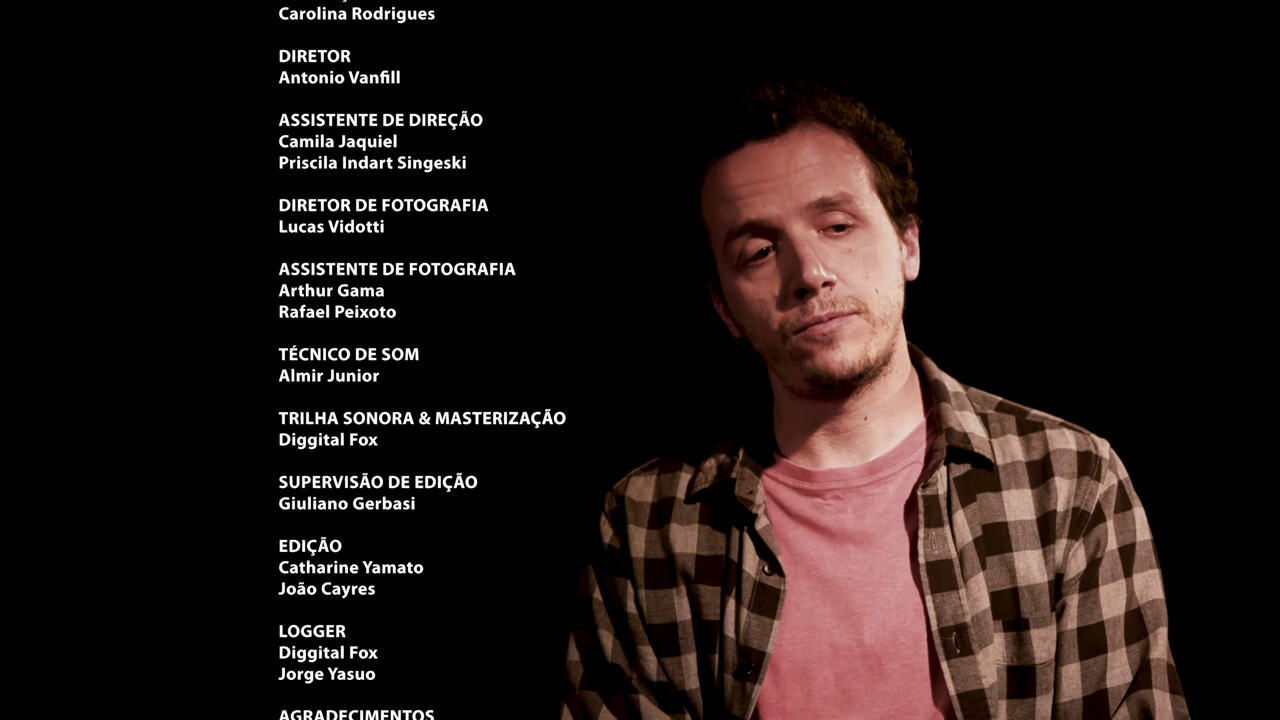 Carolina Rodrigues
DIRETOR
Antonio Vanfill
ASSISTENTE DE DIREÇÃO
Camila Jaquiel
Priscila Indart Singeski
DIRETOR DE FOTOGRAFIA
Lucas Vidotti
ASSISTENTE DE FOTOGRAFIA
Arthur Gama
Rafael Peixoto
TÉCNICO DE SOM
Almir Junior
TRILHA SONORA & MASTERIZAÇÃO
Diggital Fox
SUPERVISÃO DE EDIÇÃO
Giuliano Gerbasi
EDIÇÃO
Catharine Yamato
João Cayres
LOGGER
Diggital Fox
Jorge Yasuo
AGRADECIMENTOS